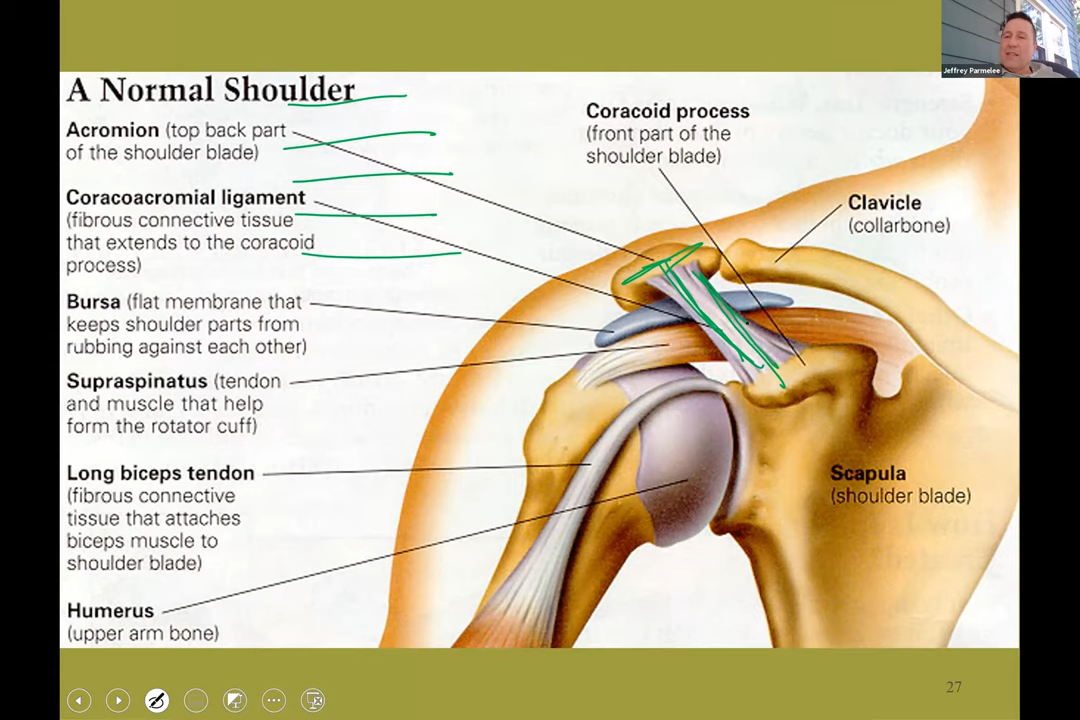 Jeffrey Parmelee
A Normal Shoulder
Acromion (top back part
of the shoulder blade)
Coracoacromial ligament
(fibrous connective tissue
that extends to the coracoid
process)
Bursa (flat membrane that
keeps shoulder parts from
rubbing against each other)
Supraspinatus (tendon
and muscle that help
form the rotator cuff)
Long biceps tendon
(fibrous connective
tissue that attaches
biceps muscle to
shoulder blade)
Humerus
(upper arm bone)
Coracoid process
(front part of the
shoulder blade)
Clavicle
(collarbone)
Scapula
(shoulder blade)
27